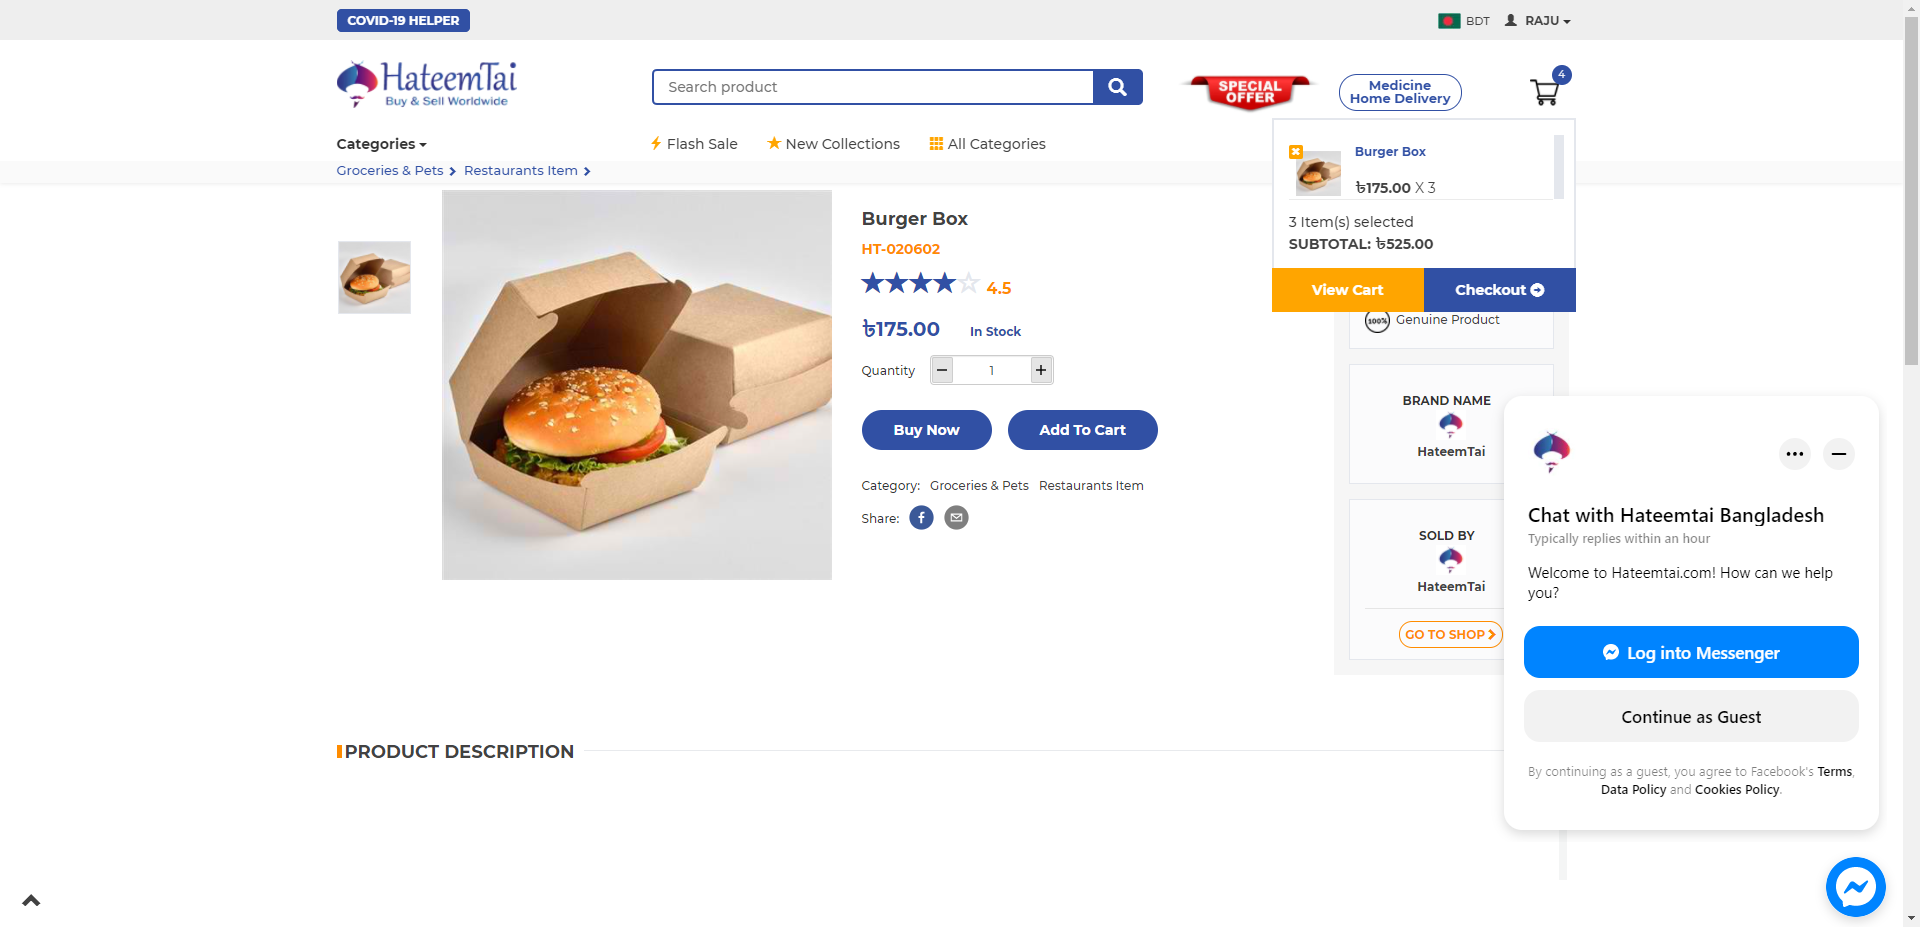 COVID-19 HELPER
BDT
RAJU
HateemTai
Buy & Sell Worldwide
Search product
SPECIAL
OFFER
Medicine
Home Delivery
4
Categories
Flash Sale
New Collections
All Categories
Groceries & Pets
Restaurants Item
Burger Box
৳175.00 X 3
3 Item(s) selected
SUBTOTAL: ৳525.00
View Cart
Checkout
Burger Box
HT-020602
4.5
৳175.00
In Stock
Quantity
1
Buy Now
Add To Cart
Category: Groceries & Pets Restaurants Item
Share:
100%
Genuine Product
BRAND NAME
HateemTai
SOLD BY
HateemTai
GO TO SHOP
Chat with Hateemtai Bangladesh
Typically replies within an hour
Welcome to Hateemtai.com! How can we help
you?
Log into Messenger
Continue as Guest
By continuing as a guest, you agree to Facebook's Terms,
Data Policy and Cookies Policy.
PRODUCT DESCRIPTION